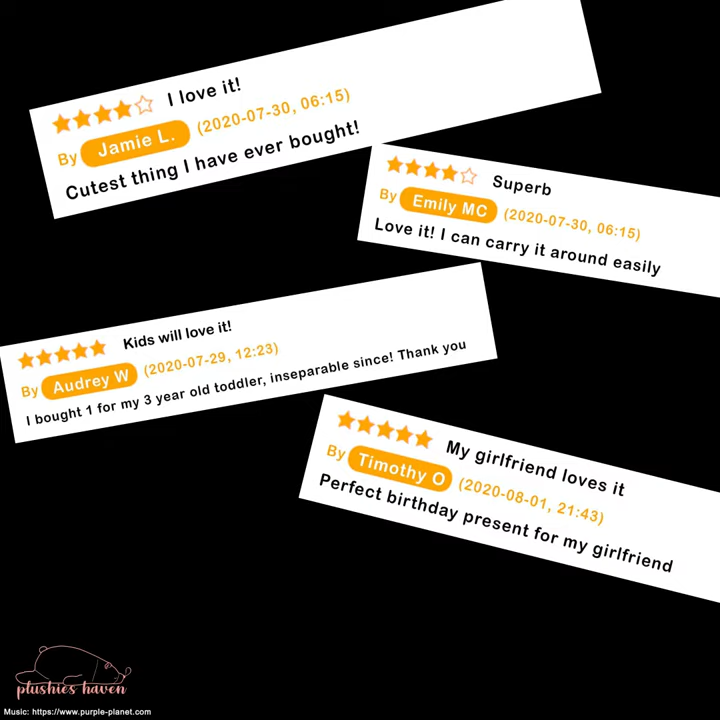 I love it!
By Jamie L. (2020-07-30, 06:15)
Cutest thing I have ever bought!
Superb
By Emily MC (2020-07-30, 06:15)
Love it! I can carry it around easily
Kids will love it!
By Audrey W (2020-07-29, 12:23)
I bought 1 for my 3 year old toddler, inseparable since! Thank you
My girlfriend loves it
By Timothy O (2020-08-01, 21:43)
Perfect birthday present for my girlfriend
plushies haven
Music: https://www.purple-planet.com